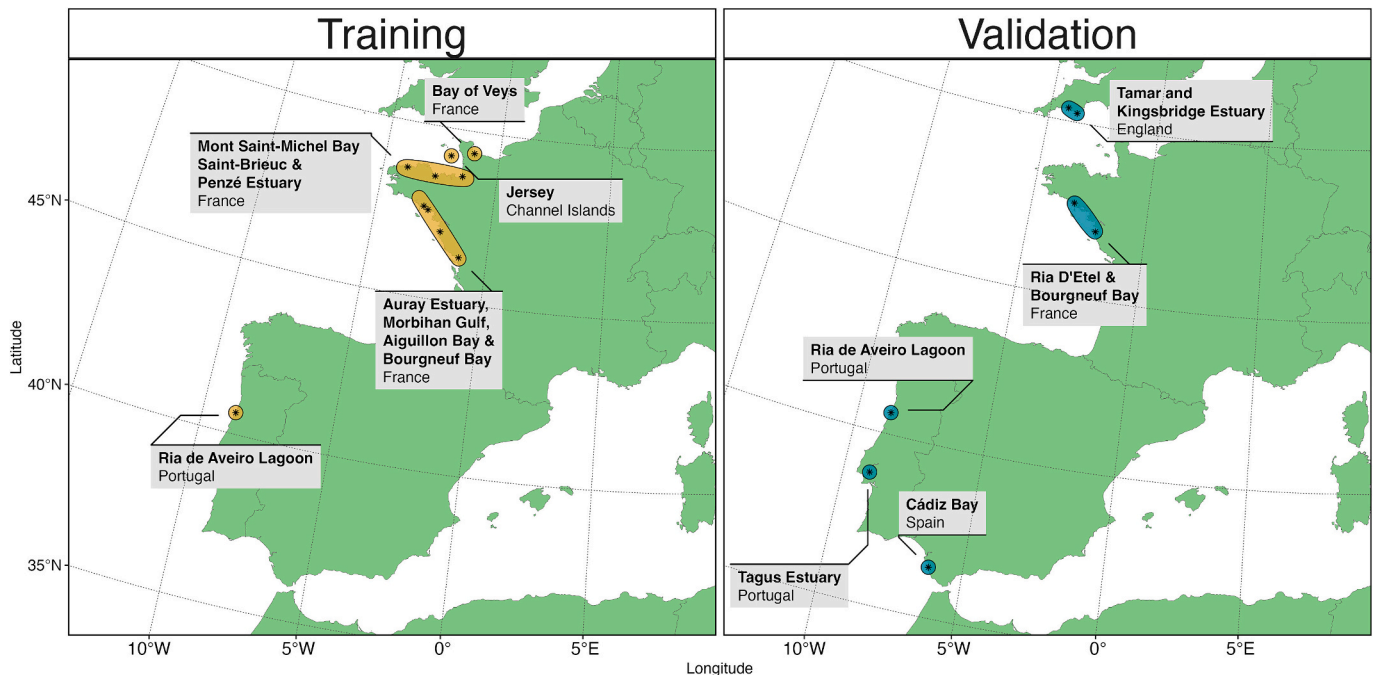 Training
Validation
Bay of Veys
France
Mont Saint-Michel Bay
Saint-Brieuc &
Penzé Estuary
France
Jersey
Channel Islands
Auray Estuary,
Morbihan Gulf,
Aiguillon Bay &
Bourgneuf Bay
France
Ria de Aveiro Lagoon
Portugal
Tamar and
Kingsbridge Estuary
England
Ria D'Etel &
Bourgneuf Bay
France
Ria de Aveiro Lagoon
Portugal
Cádiz Bay
Spain
Tagus Estuary
Portugal
Latitude
45°N
40°N
35°N
10°W 5°W 0°E 5°E
10°W 5°W 0°E 5°E
Longitude